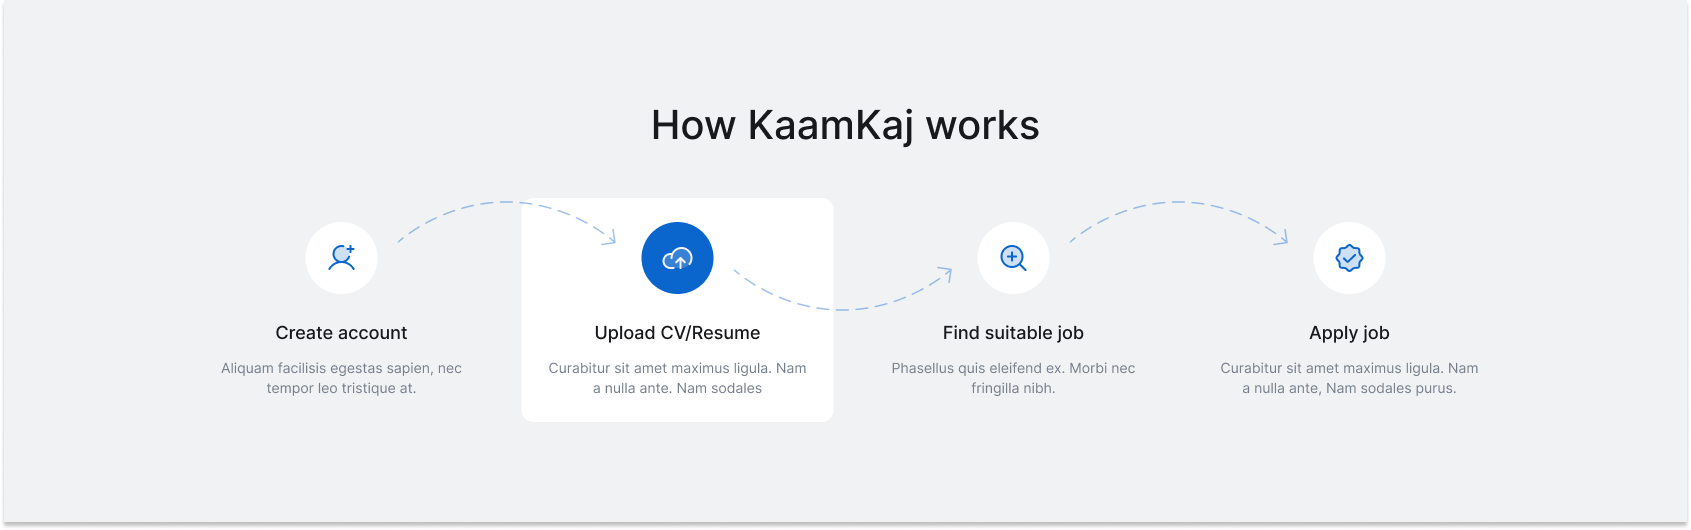 How KaamKaj works
Create account
Aliquam facilisis egestas sapien, nec
tempor leo tristique at.
Upload CV/Resume
Curabitur sit amet maximus ligula. Nam
a nulla ante. Nam sodales
Find suitable job
Phasellus quis eleifend ex. Morbi nec
fringilla nibh.
Apply job
Curabitur sit amet maximus ligula. Nam
a nulla ante, Nam sodales purus.